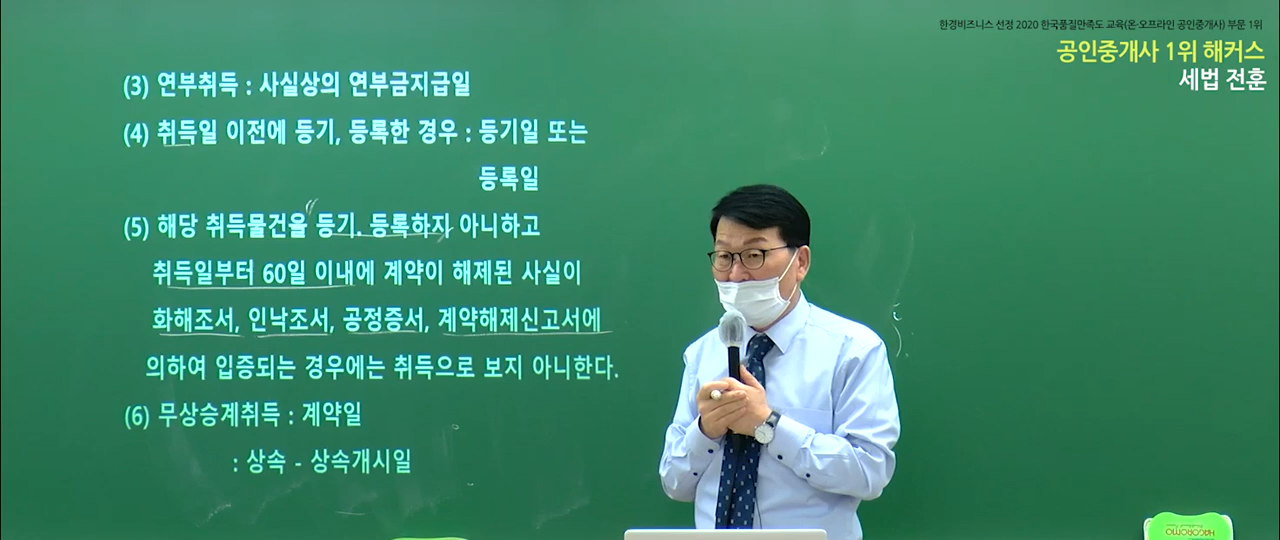 한경비즈니스 선정 2020 한국품질만족도 교육(온·오프라인 공인중개사) 부문 1위
공인중개사 1위 해커스
세법 전훈
(3) 연부취득 : 사실상의 연부금지급일
(4) 취득일 이전에 등기, 등록한 경우 : 등기일 또는
등록일
(5) 해당 취득물건을 등기. 등록하지 아니하고
취득일부터 60일 이내에 계약이 해제된 사실이
화해조서, 인낙조서, 공정증서, 계약해제신고서에
의하여 입증되는 경우에는 취득으로 보지 아니한다.
(6) 무상승계취득 : 계약일
: 상속 - 상속개시일
HAGOROMO